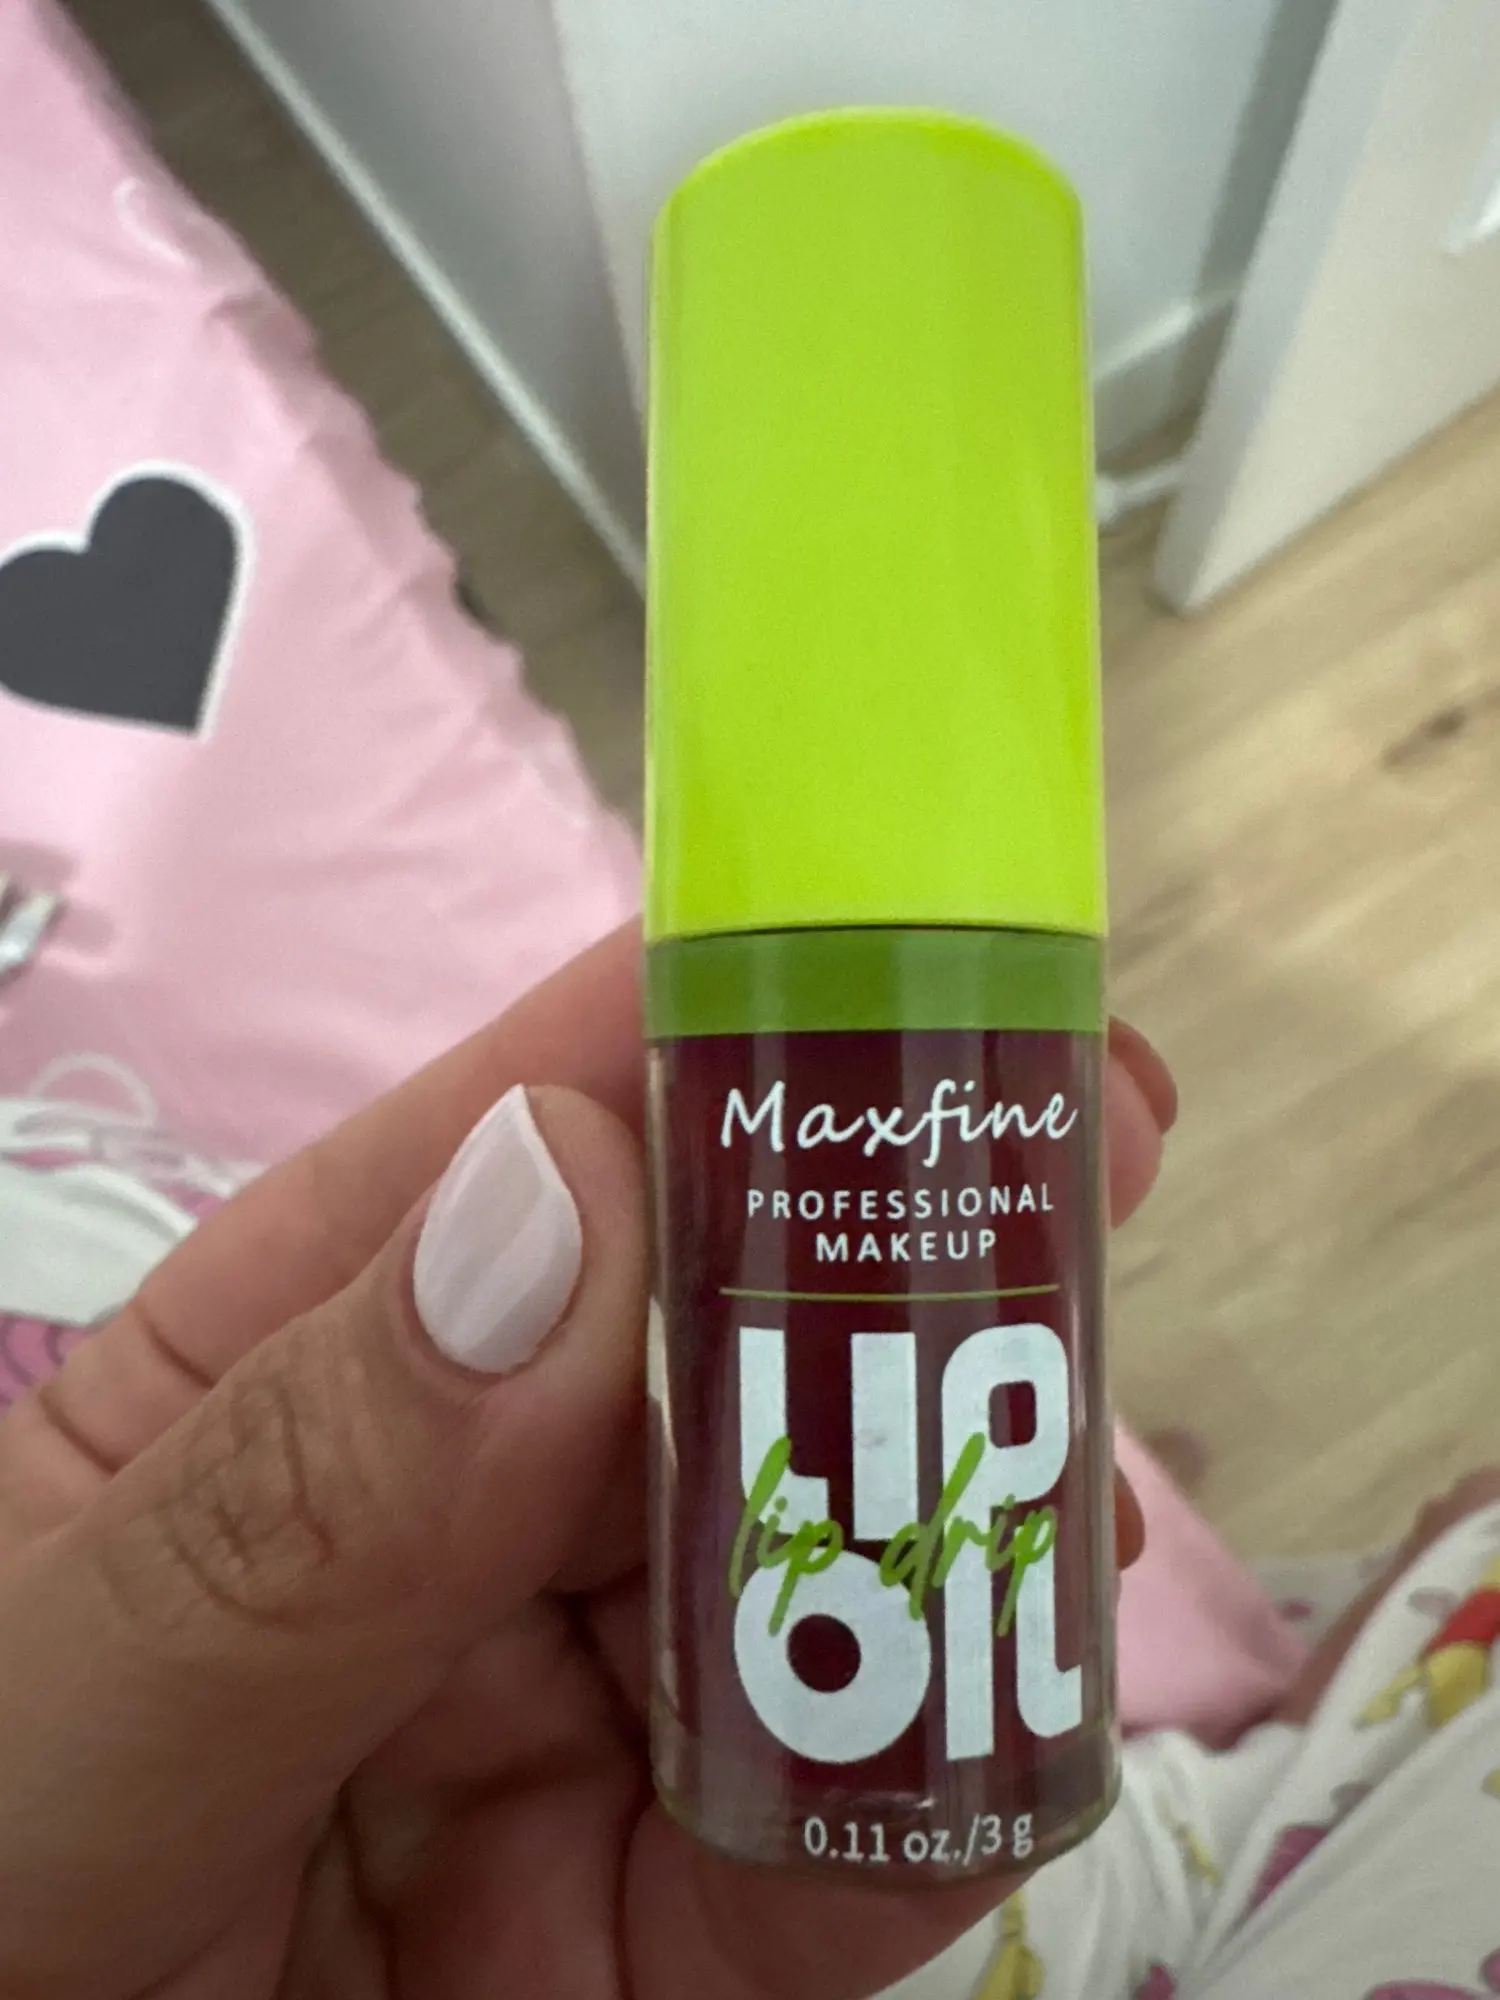 Maxfine
PROFESSIONAL
MAKEUP
LIP
lip drip
OIL
0.11 oz./3 g